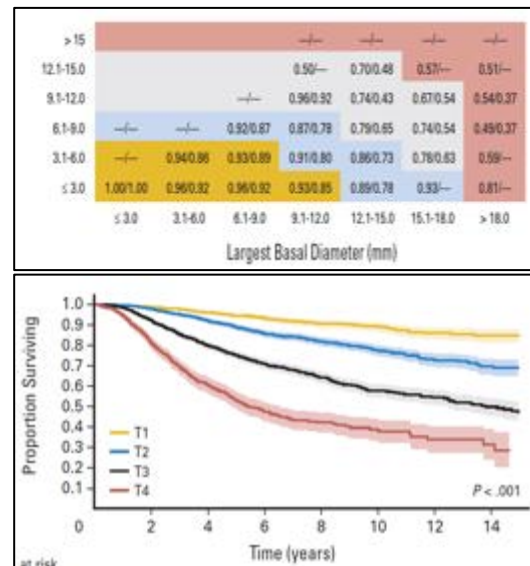 > 15 —/— —/— —/— —/—
12.1-15.0 0.50/— 0.70/0.48 0.57/— 0.51/—
9.1-12.0 —/— 0.96/0.92 0.74/0.43 0.67/0.54 0.54/0.37
6.1-9.0 —/— —/— 0.92/0.87 0.87/0.78 0.79/0.65 0.74/0.54 0.49/0.37
3.1-6.0 —/— 0.94/0.86 0.93/0.89 0.91/0.80 0.86/0.73 0.78/0.63 0.59/—
≤ 3.0 1.00/1.00 0.96/0.92 0.96/0.92 0.93/0.85 0.89/0.78 0.93/— 0.81/—
≤ 3.0 3.1-6.0 6.1-9.0 9.1-12.0 12.1-15.0 15.1-18.0 > 18.0
Largest Basal Diameter (mm)
Proportion Surviving
1.0
0.9
0.8
0.7
0.6
0.5
0.4
0.3
0.2
0.1
T1
T2
T3
T4
P < .001
0 2 4 6 8 10 12 14
Time (years)
at risk